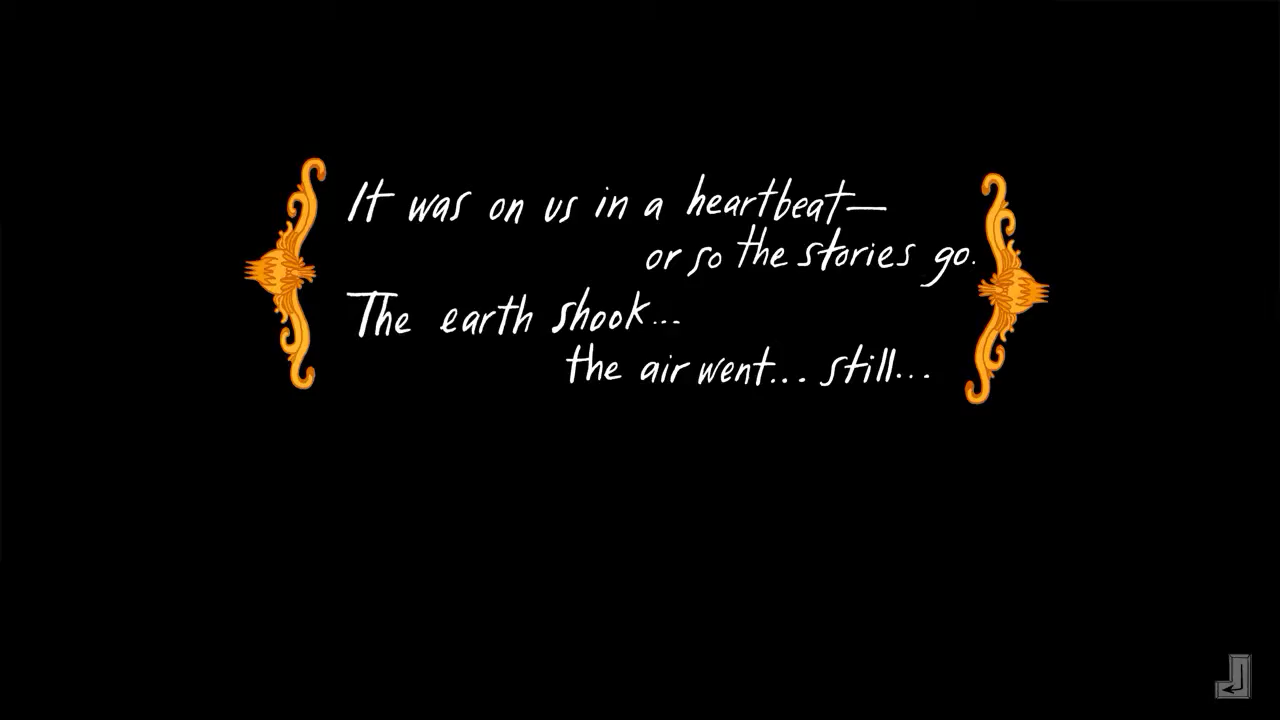 It was on us in a heartbeat—
or so the stories go.
The earth shook...
the air went... still...